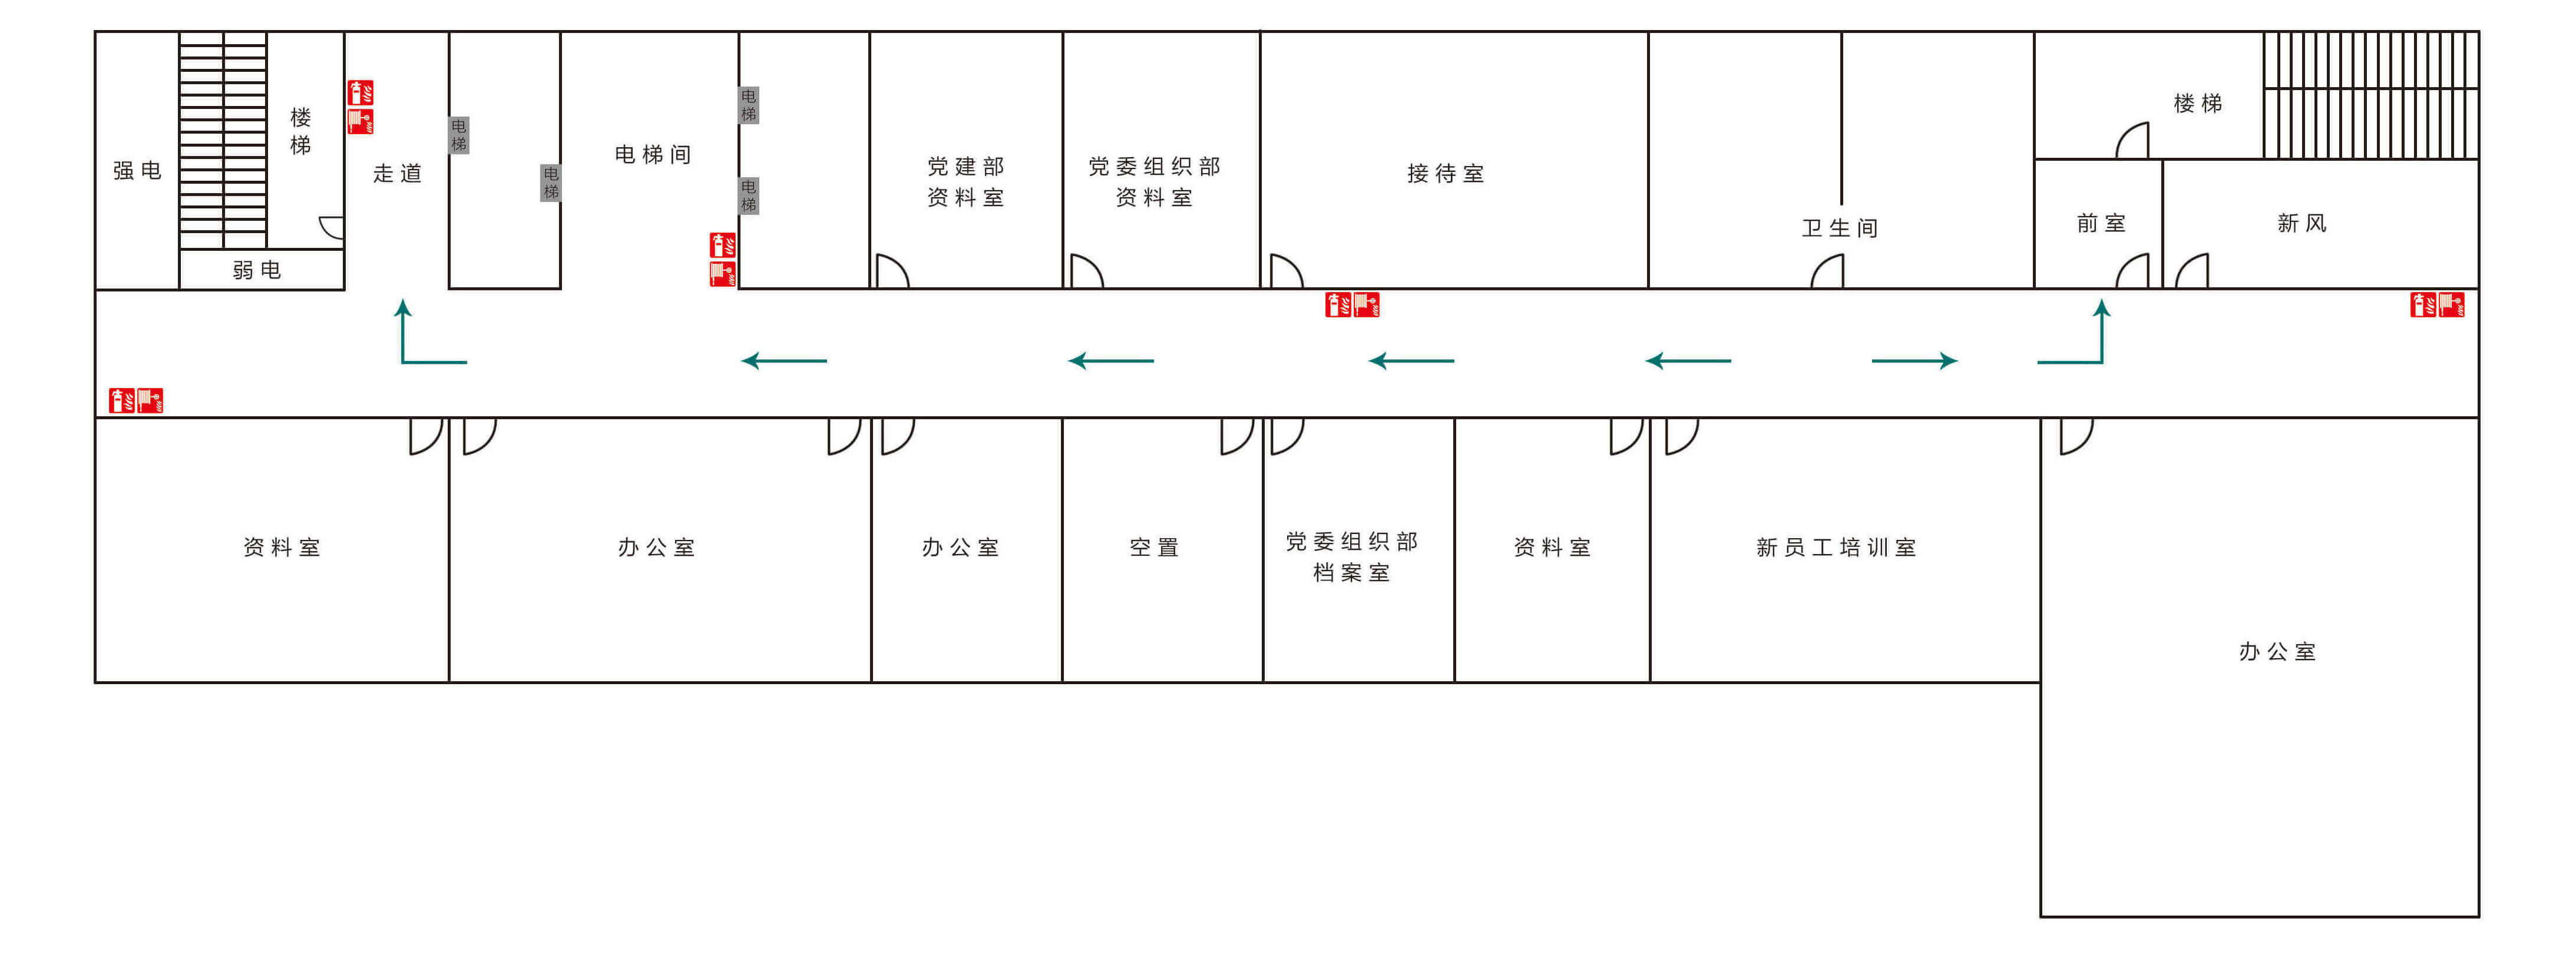 强电
楼
梯
弱电
走道
电
梯
电
梯
电梯间
电
梯
电
梯
党建部
资料室
党委组织部
资料室
接待室
卫生间
楼梯
前室
新风
资料室
办公室
办公室
空置
党委组织部
档案室
资料室
新员工培训室
办公室